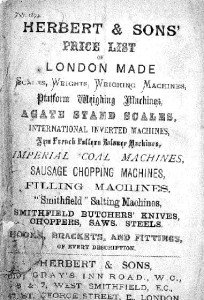 July, 1894.
HERBERT & SONS'
PRICE LIST
OF
LONDON MADE
SCALES, WEIGHTS, WEIGHING MACHINES,
Platform Weighing Machines,
AGATE STAND SCALES,
INTERNATIONAL INVERTED MACHINES,
New French Pattern Balance Machines,
IMPERIAL COAL MACHINES,
SAUSAGE CHOPPING MACHINES,
FILLING MACHINES,
"Smithfield" Salting Machines,
SMITHFIELD BUTCHERS' KNIVES,
CHOPPERS, SAWS, STEELS,
HOOKS, BRACKETS, AND FITTINGS,
OF EVERY DESCRIPTION.
HERBERT & SONS,
GRAY'S INN ROAD, W.C.,
& 7, WEST SMITHFIELD, E.C.,
ST. GEORGE STREET, E., LONDON